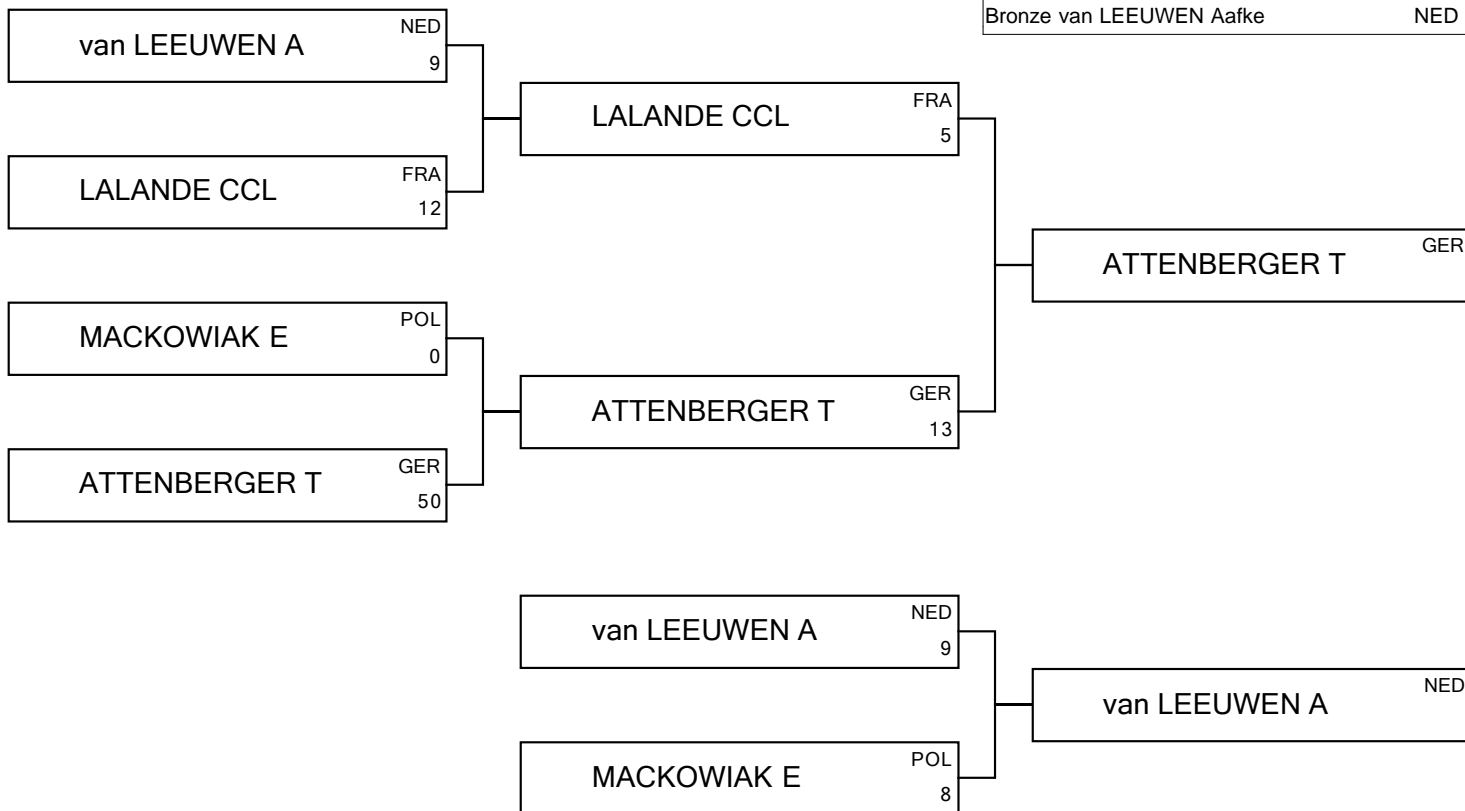 Bronze van LEEUWEN Aafke NED
van LEEUWEN A NED
9
LALANDE CCL FRA
5
LALANDE CCL FRA
12
ATTENBERGER T GER
MACKOWIAK E POL
0
ATTENBERGER T GER
13
ATTENBERGER T GER
50
van LEEUWEN A NED
9
van LEEUWEN A NED
MACKOWIAK E POL
8